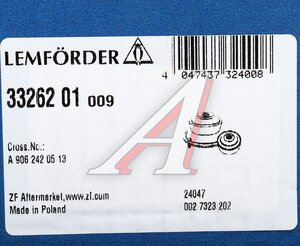 LEMFÖRDER
4 047437 324008
33262 01 009
Cross.No.:
A 906 242 05 13
ZF Aftermarket,www.zf.com
Made in Poland
24047
002 7323 202